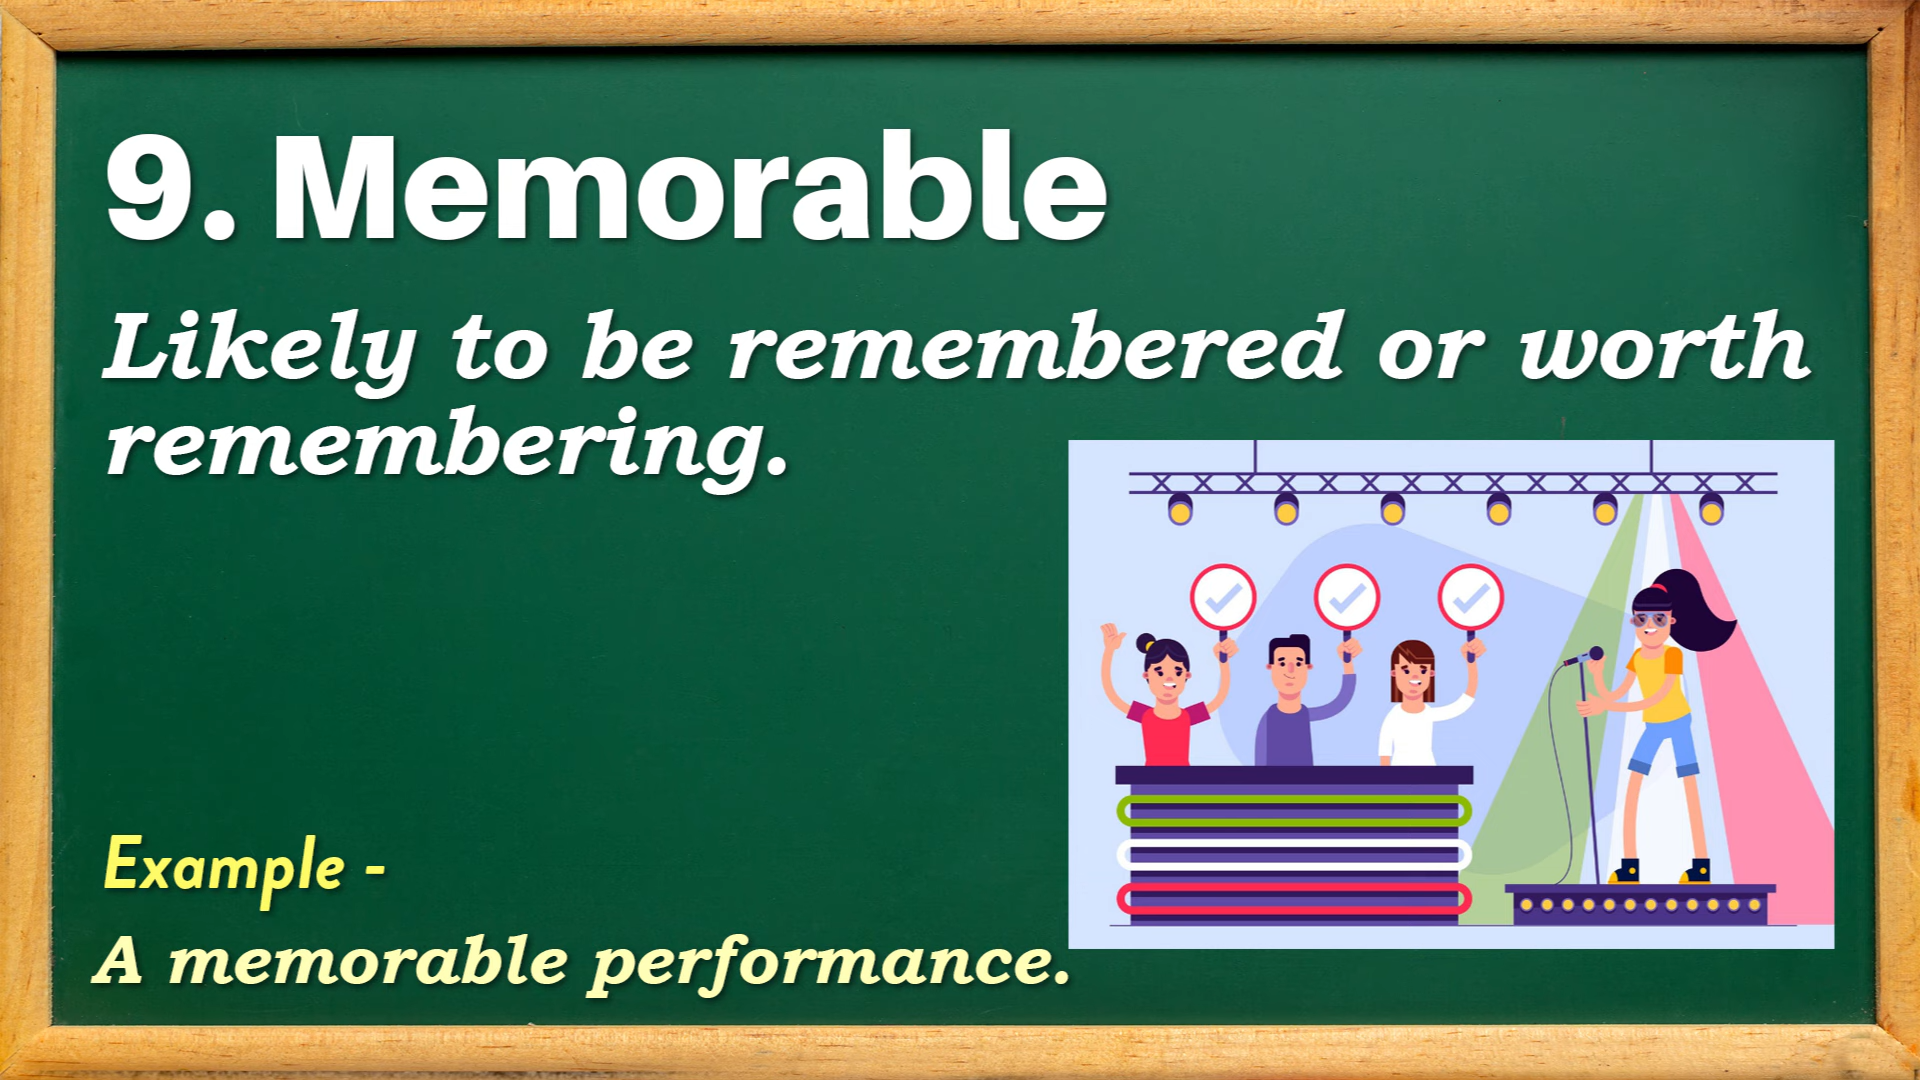 9. Memorable
Likely to be remembered or worth
remembering.
Example -
A memorable performance.